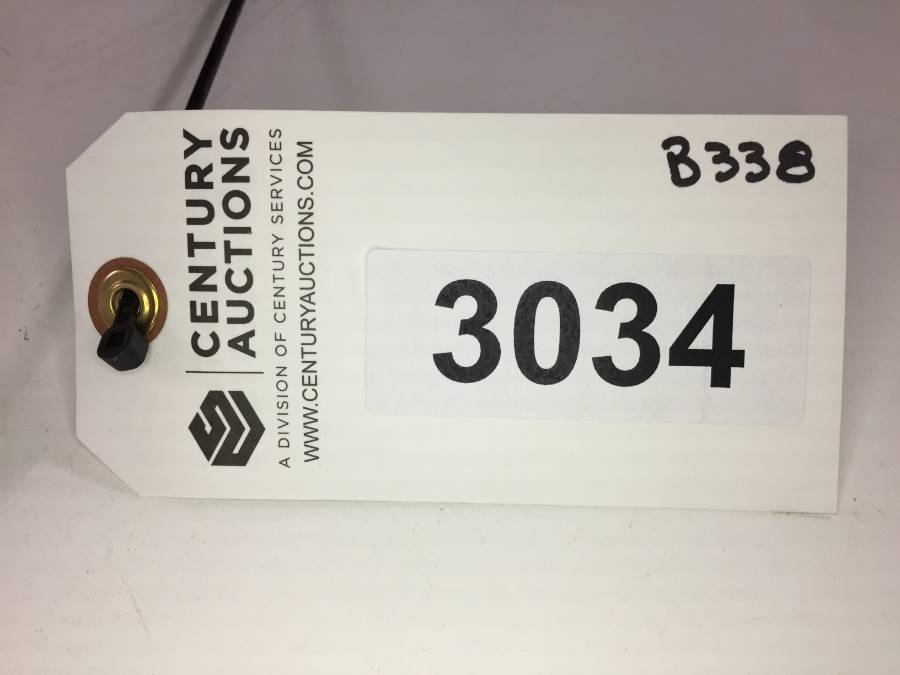 CENTURY
AUCTIONS
A DIVISION OF CENTURY SERVICES
WWW.CENTURYAUCTIONS.COM
B338
3034